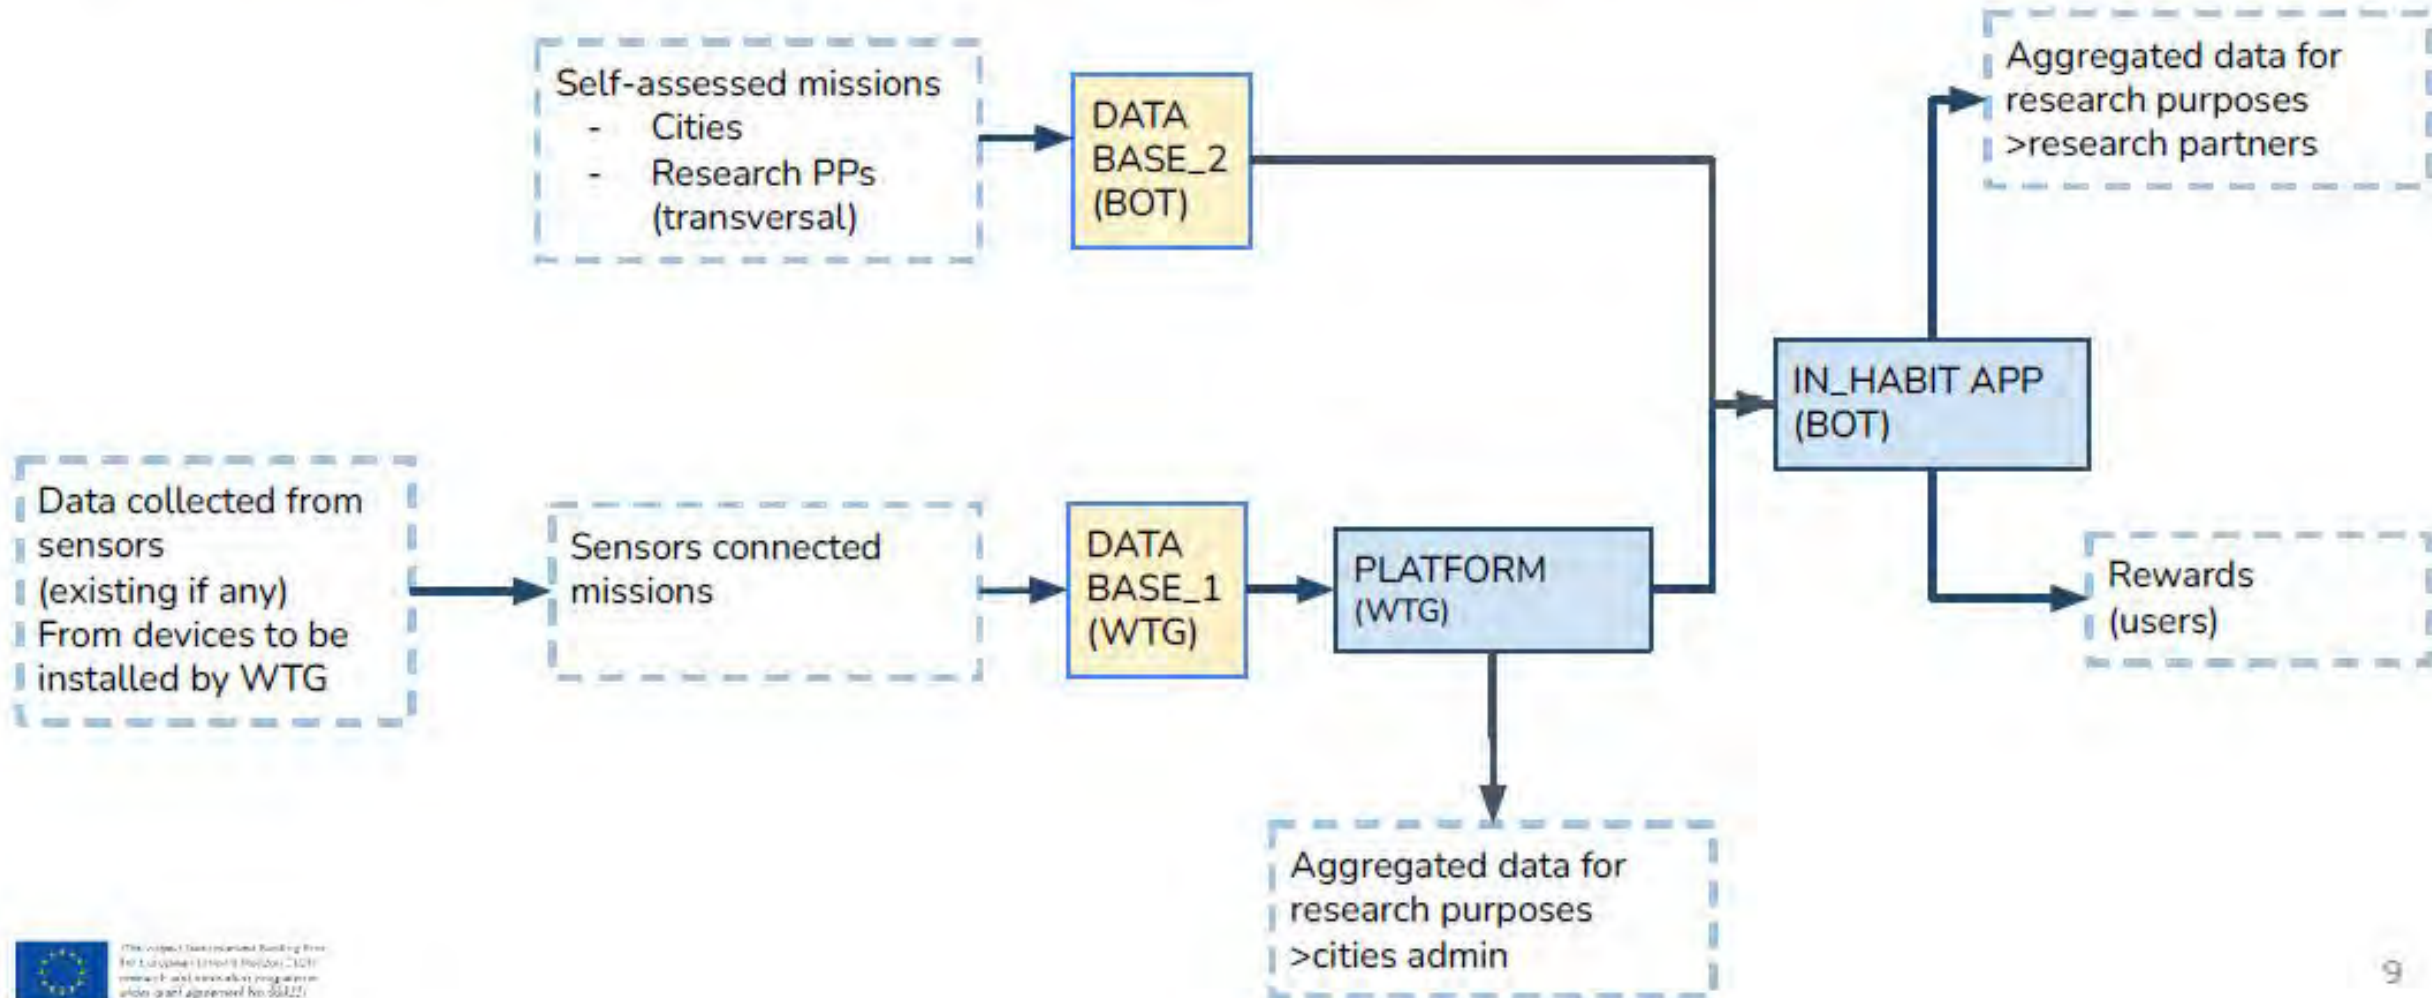 Self-assessed missions
- Cities
- Research PPs
(transversal)
DATA
BASE_2
(BOT)
Aggregated data for
research purposes
>research partners
IN_HABIT APP
(BOT)
Data collected from
sensors
(existing if any)
From devices to be
installed by WTG
Sensors connected
missions
DATA
BASE_1
(WTG)
PLATFORM
(WTG)
Rewards
(users)
Aggregated data for
research purposes
>cities admin
9